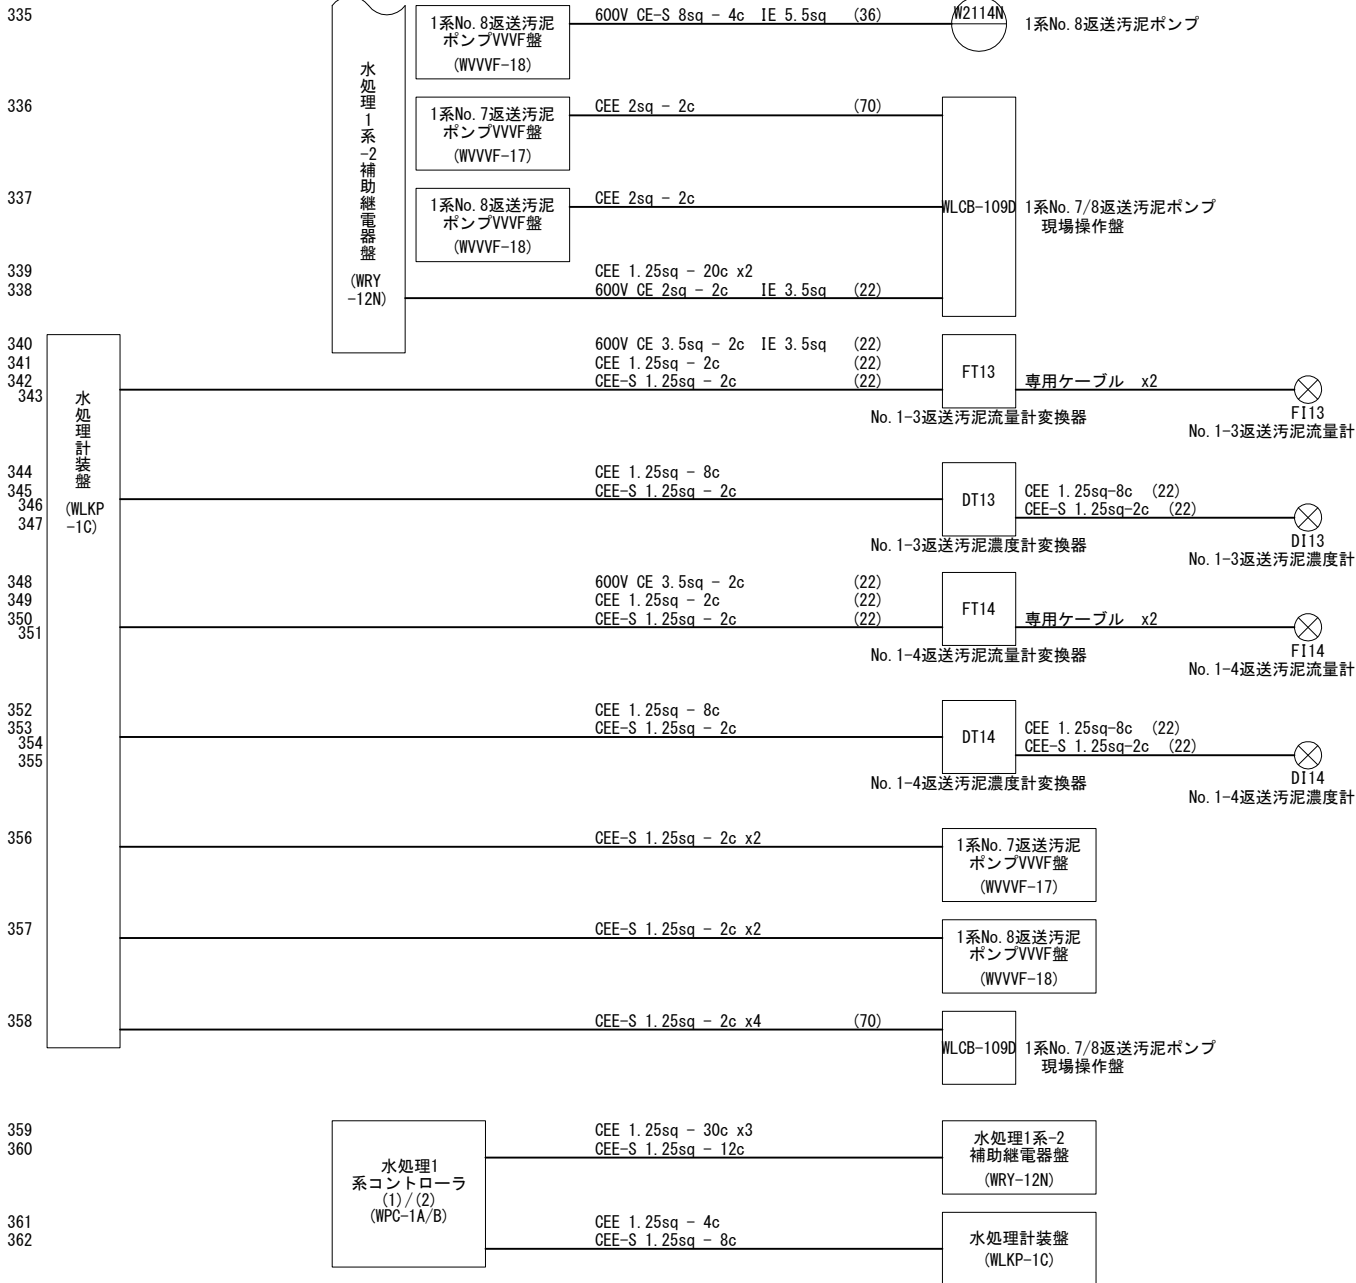 335
1系No.8返送汚泥
ポンプVVVF盤
(WVVVF-18)
600V CE-S 8sq - 4c IE 5.5sq (36)
W2114N
1系No.8返送汚泥ポンプ
水処理1系-2補助継電器盤
(WRY
-12N)
336
1系No.7返送汚泥
ポンプVVVF盤
(WVVVF-17)
CEE 2sq - 2c (70)
337
1系No.8返送汚泥
ポンプVVVF盤
(WVVVF-18)
CEE 2sq - 2c
WLCB-109D
1系No.7/8返送汚泥ポンプ
現場操作盤
339
CEE 1.25sq - 20c x2
338
600V CE 2sq - 2c IE 3.5sq (22)
水処理計装盤
(WLKP
-1C)
340
600V CE 3.5sq - 2c IE 3.5sq (22)
341
CEE 1.25sq - 2c (22)
342
CEE-S 1.25sq - 2c (22)
343
FT13
専用ケーブル x2
No.1-3返送汚泥流量計変換器
FI13
No.1-3返送汚泥流量計
344
CEE 1.25sq - 8c
345
CEE-S 1.25sq - 2c
346
347
DT13
CEE 1.25sq-8c (22)
CEE-S 1.25sq-2c (22)
No.1-3返送汚泥濃度計変換器
DI13
No.1-3返送汚泥濃度計
348
600V CE 3.5sq - 2c (22)
349
CEE 1.25sq - 2c (22)
350
CEE-S 1.25sq - 2c (22)
351
FT14
専用ケーブル x2
No.1-4返送汚泥流量計変換器
FI14
No.1-4返送汚泥流量計
352
CEE 1.25sq - 8c
353
CEE-S 1.25sq - 2c
354
355
DT14
CEE 1.25sq-8c (22)
CEE-S 1.25sq-2c (22)
No.1-4返送汚泥濃度計変換器
DI14
No.1-4返送汚泥濃度計
356
CEE-S 1.25sq - 2c x2
1系No.7返送汚泥
ポンプVVVF盤
(WVVVF-17)
357
CEE-S 1.25sq - 2c x2
1系No.8返送汚泥
ポンプVVVF盤
(WVVVF-18)
358
CEE-S 1.25sq - 2c x4 (70)
WLCB-109D
1系No.7/8返送汚泥ポンプ
現場操作盤
359
CEE 1.25sq - 30c x3
360
CEE-S 1.25sq - 12c
水処理1
系コントローラ
(1)/(2)
(WPC-1A/B)
水処理1系-2
補助継電器盤
(WRY-12N)
361
CEE 1.25sq - 4c
362
CEE-S 1.25sq - 8c
水処理計装盤
(WLKP-1C)